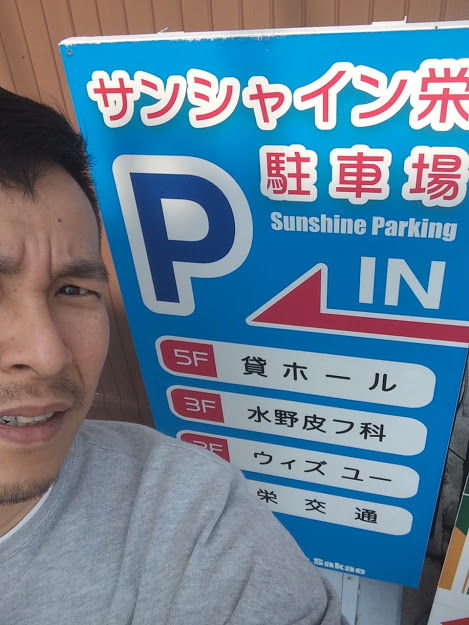 サンシャイン栄
駐車場
Sunshine Parking
P
IN
5F 貸ホール
3F 水野皮フ科
ウィズユー
栄交通
Sakae